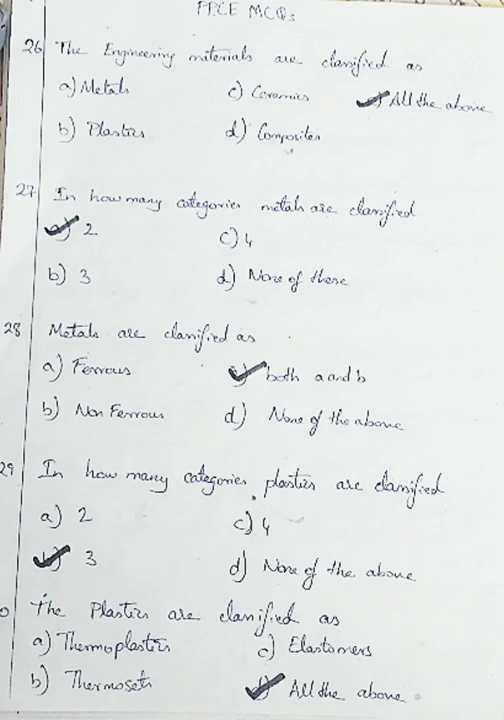 PPCE MCQs
26 The Engineering materials are classified as
a) Metals c) Ceramics All the above
b) Plastics d) Composites
27 In how many categories metals are classified
a) 2 c) 4
b) 3 d) None of these
28 Metals are classified as
a) Ferrous c) both a and b
b) Non Ferrous d) None of the above
29 In how many categories plastics are classified
a) 2 c) 4
b) 3 d) None of the above
0 The Plastics are classified as
a) Thermoplastics c) Elastomers
b) Thermosets d) All the above